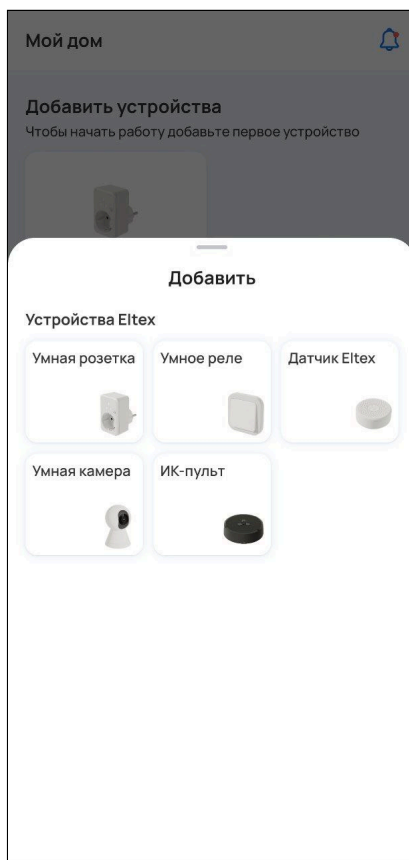 Мой дом
Добавить устройства
Чтобы начать работу добавьте первое устройство
Добавить
Устройства Eltex
Умная розетка
Умное реле
Датчик Eltex
Умная камера
ИК-пульт